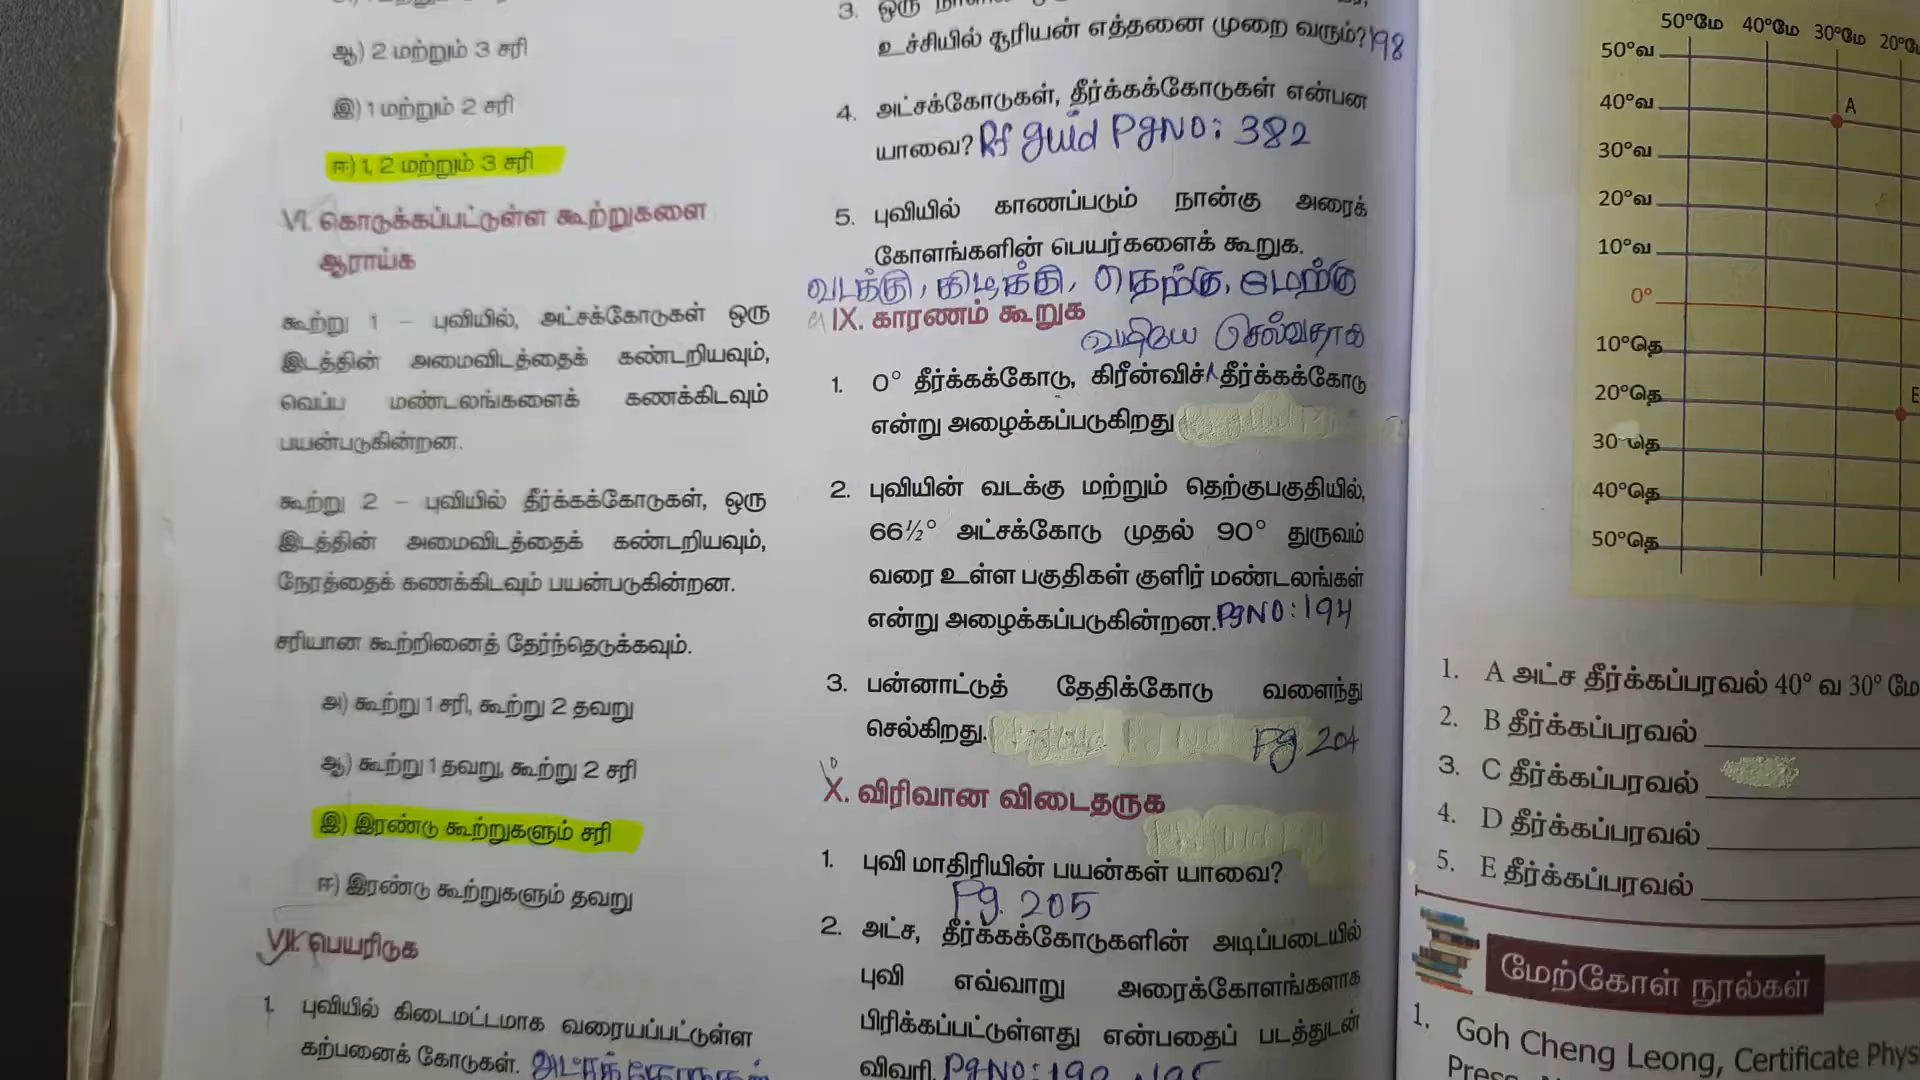 ஆ) 2 மற்றும் 3 சரி
இ) 1 மற்றும் 2 சரி
ஈ) 1, 2 மற்றும் 3 சரி
VI. கொடுக்கப்பட்டுள்ள கூற்றுகளை
ஆராய்க
கூற்று 1 – புவியில், அட்சக்கோடுகள் ஒரு
இடத்தின் அமைவிடத்தைக் கண்டறியவும்,
வெப்ப மண்டலங்களைக் கணக்கிடவும்
பயன்படுகின்றன.
கூற்று 2 – புவியில் தீர்க்கக்கோடுகள், ஒரு
இடத்தின் அமைவிடத்தைக் கண்டறியவும்,
நேரத்தைக் கணக்கிடவும் பயன்படுகின்றன.
சரியான கூற்றினைத் தேர்ந்தெடுக்கவும்.
அ) கூற்று 1 சரி, கூற்று 2 தவறு
ஆ) கூற்று 1 தவறு, கூற்று 2 சரி
இ) இரண்டு கூற்றுகளும் சரி
ஈ) இரண்டு கூற்றுகளும் தவறு
VII. பெயரிடுக
1. புவியில் கிடைமட்டமாக வரையப்பட்டுள்ள
கற்பனைக் கோடுகள். அட்சக்கோடுகள்
3. ஒரு
உச்சியில் சூரியன் எத்தனை முறை வரும்? 198
4. அட்சக்கோடுகள், தீர்க்கக்கோடுகள் என்பன
யாவை? Rf guid PgNo: 382
5. புவியில் காணப்படும் நான்கு அரைக்
கோளங்களின் பெயர்களைக் கூறுக.
வடக்கு, கிழக்கு, தெற்கு, மேற்கு
IX. காரணம் கூறுக
வழியே செல்வதால்
1. 0° தீர்க்கக்கோடு, கிரீன்விச் தீர்க்கக்கோடு
என்று அழைக்கப்படுகிறது
2. புவியின் வடக்கு மற்றும் தெற்குபகுதியில்,
66½° அட்சக்கோடு முதல் 90° துருவம்
வரை உள்ள பகுதிகள் குளிர் மண்டலங்கள்
என்று அழைக்கப்படுகின்றன. PgNO: 194
3. பன்னாட்டுத் தேதிக்கோடு வளைந்து
செல்கிறது. Pg 204
X. விரிவான விடைதருக
1. புவி மாதிரியின் பயன்கள் யாவை?
Pg. 205
2. அட்ச, தீர்க்கக்கோடுகளின் அடிப்படையில்
புவி எவ்வாறு அரைக்கோளங்களாக
பிரிக்கப்பட்டுள்ளது என்பதைப் படத்துடன்
விவரி. PgNO:
50°மே 40°மே 30°மே
50°வ
40°வ
A
30°வ
20°வ
10°வ
0°
10°தெ
20°தெ
E
30°தெ
40°தெ
50°தெ
1. A அட்ச தீர்க்கப்பரவல் 40° வ 30° மே
2. B தீர்க்கப்பரவல்
3. C தீர்க்கப்பரவல்
4. D தீர்க்கப்பரவல்
5. E தீர்க்கப்பரவல்
மேற்கோள் நூல்கள்
1. Goh Cheng Leong, Certificate Phys